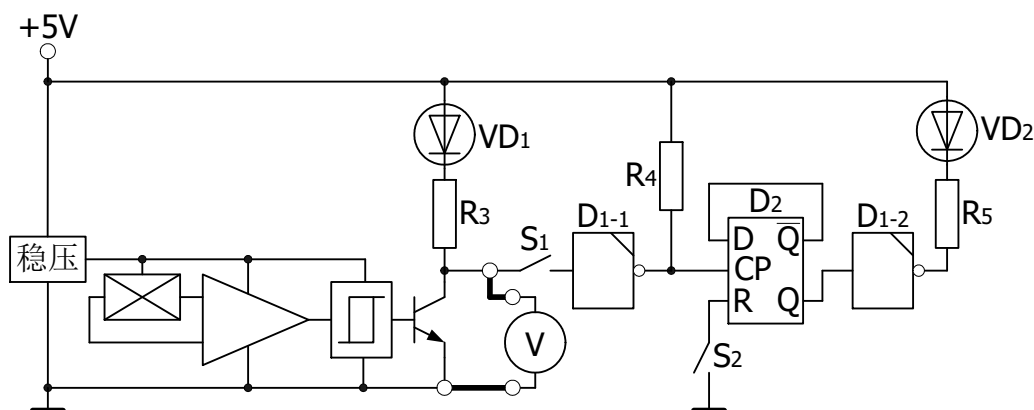 +5V
VD1
VD2
R4
R3
D2
D1-2
R5
稳压
S1
D1-1
D Q
CP
R Q
V
S2